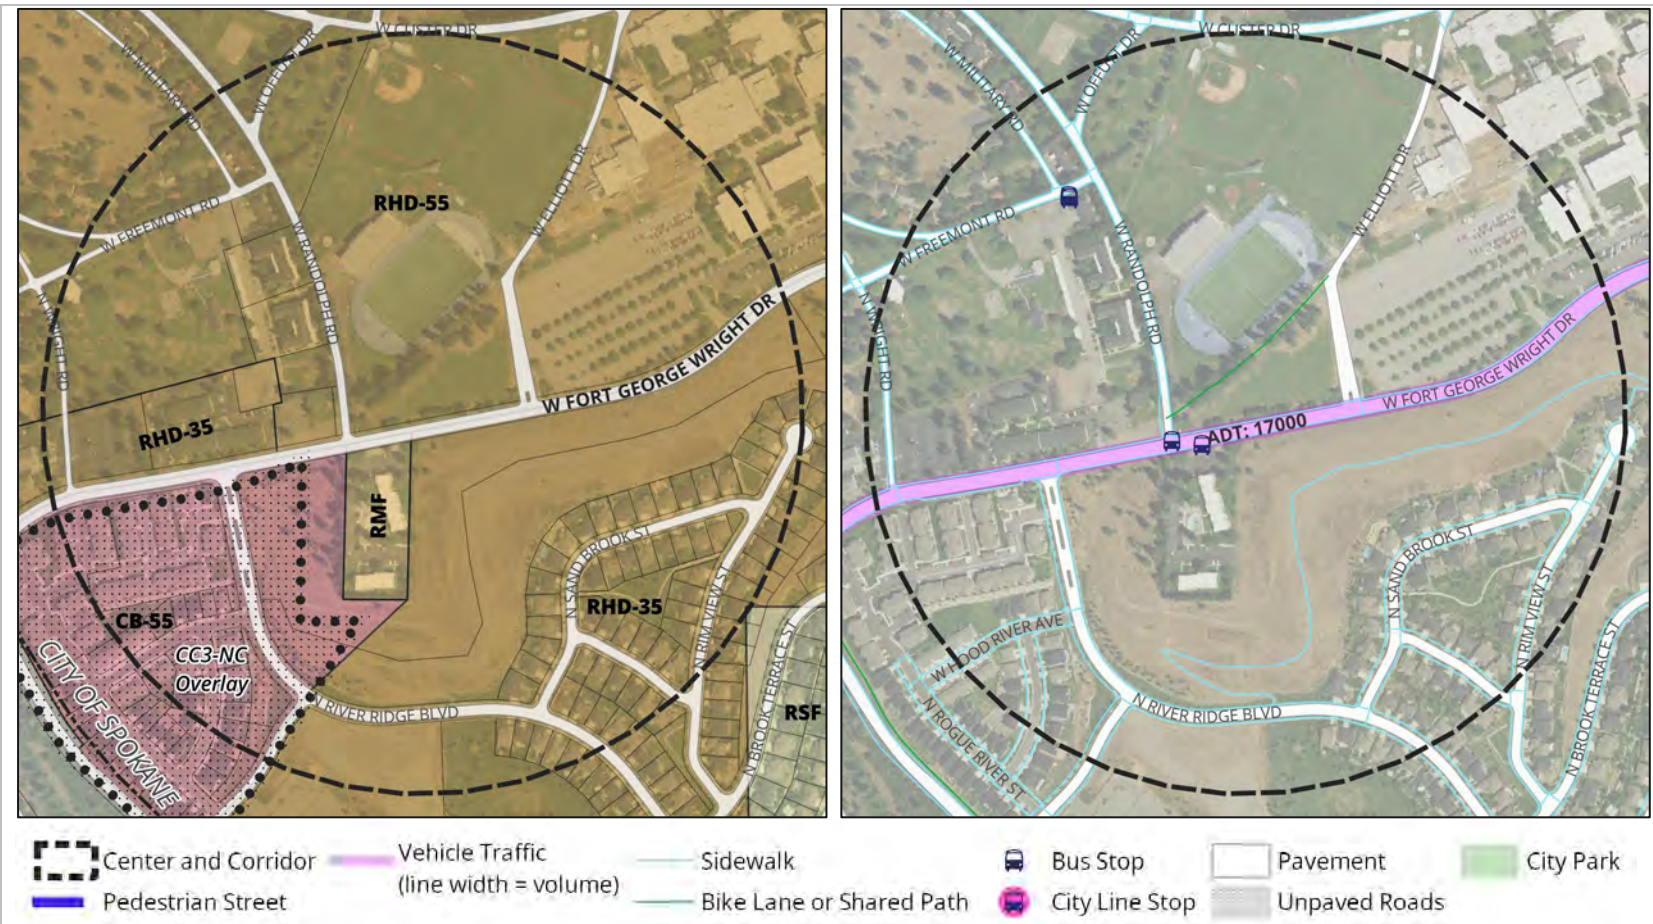 W CUSTER DR
W OFFUTT DR
W MILITARY RD
RHD-55
W ELLIOTT DR
W FREEMONT RD
W RANDOLPH RD
N WRIGHT RD
W FORT GEORGE WRIGHT DR
RHD-35
RMF
CB-55
CC3-NC
Overlay
CITY OF SPOKANE
N SAND BROOK ST
RHD-35
N RIM VIEW ST
N BROOK TERRACE ST
RSF
N RIVER RIDGE BLVD
W CUSTER DR
W OFFUTT DR
W MILITARY RD
W ELLIOTT DR
W FREEMONT RD
W RANDOLPH RD
N WRIGHT RD
W FORT GEORGE WRIGHT DR
ADT: 17000
N SAND BROOK ST
W HOOD RIVER AVE
N RIM VIEW ST
N BROOK TERRACE ST
N ROGUE RIVER ST
N RIVER RIDGE BLVD
Center and Corridor
Pedestrian Street
Vehicle Traffic
(line width = volume)
Sidewalk
Bike Lane or Shared Path
Bus Stop
City Line Stop
Pavement
Unpaved Roads
City Park